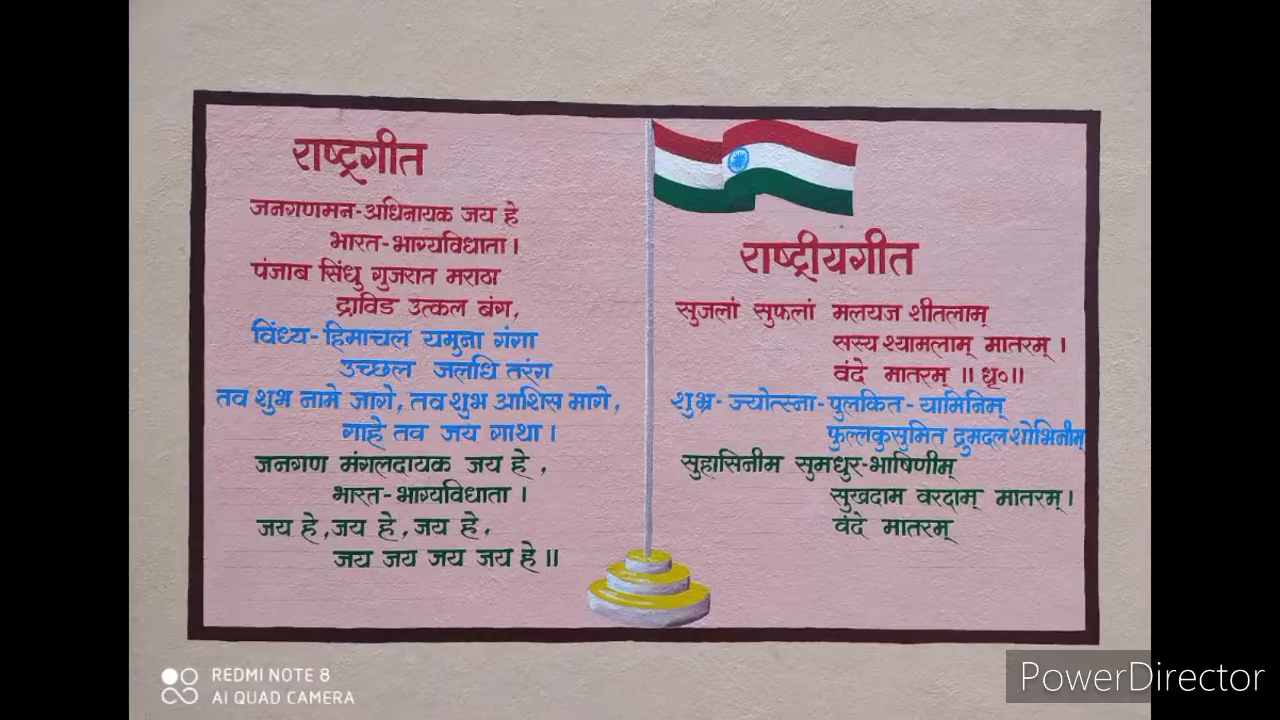 राष्ट्रगीत
जनगणमन-अधिनायक जय हे
भारत-भाग्यविधाता।
पंजाब सिंधु गुजरात मराठा
द्राविड उत्कल बंग,
विंध्य-हिमाचल यमुना गंगा
उच्छल जलधि तरंग
तव शुभ नामे जागे, तव शुभ आशिस मागे,
गाहे तव जय गाथा।
जनगण मंगलदायक जय हे,
भारत-भाग्यविधाता।
जय हे, जय हे, जय हे,
जय जय जय जय हे॥
राष्ट्रीयगीत
सुजलां सुफलां मलयज शीतलाम्
सस्य श्यामलाम् मातरम्।
वंदे मातरम् ॥ धृ०॥
शुभ्र-ज्योत्स्ना-पुलकित-यामिनिम्
फुल्लकुसुमित द्रुमदलशोभिनीम्
सुहासिनीम सुमधुर-भाषिणीम्
सुखदाम वरदाम् मातरम्।
वंदे मातरम्
REDMI NOTE 8
AI QUAD CAMERA
PowerDirector